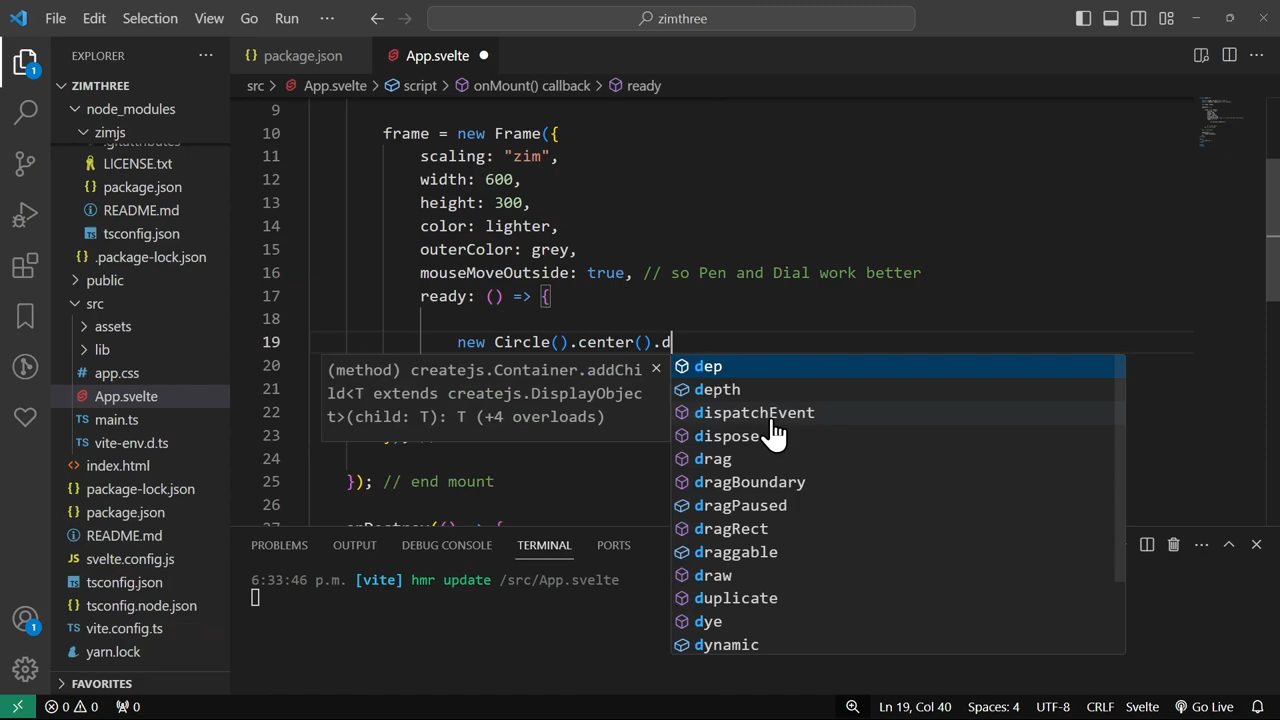 File Edit Selection View Go Run ··· zimthree
EXPLORER ···
ZIMTHREE
node_modules
zimjs
LICENSE.txt
package.json
README.md
tsconfig.json
.package-lock.json
public
src
assets
lib
app.css
App.svelte
main.ts
vite-env.d.ts
index.html
package-lock.json
package.json
README.md
svelte.config.js
tsconfig.json
tsconfig.node.json
vite.config.ts
yarn.lock
FAVORITES
1
1
package.json App.svelte
src > App.svelte > script > onMount() callback > ready
9
10 frame = new Frame({
11 scaling: "zim",
12 width: 600,
13 height: 300,
14 color: lighter,
15 outerColor: grey,
16 mouseMoveOutside: true, // so Pen and Dial work better
17 ready: () => {
18
19 new Circle().center().d
20
21
22
23
24
25 }); // end mount
26
(method) createjs.Container.addChi
ld<T extends createjs.DisplayObjec
t>(child: T): T (+4 overloads)
dep
depth
dispatchEvent
dispose
drag
dragBoundary
dragPaused
dragRect
draggable
draw
duplicate
dye
dynamic
PROBLEMS OUTPUT DEBUG CONSOLE TERMINAL PORTS
6:33:46 p.m. [vite] hmr update /src/App.svelte
0 0 0 Ln 19, Col 40 Spaces: 4 UTF-8 CRLF Svelte Go Live